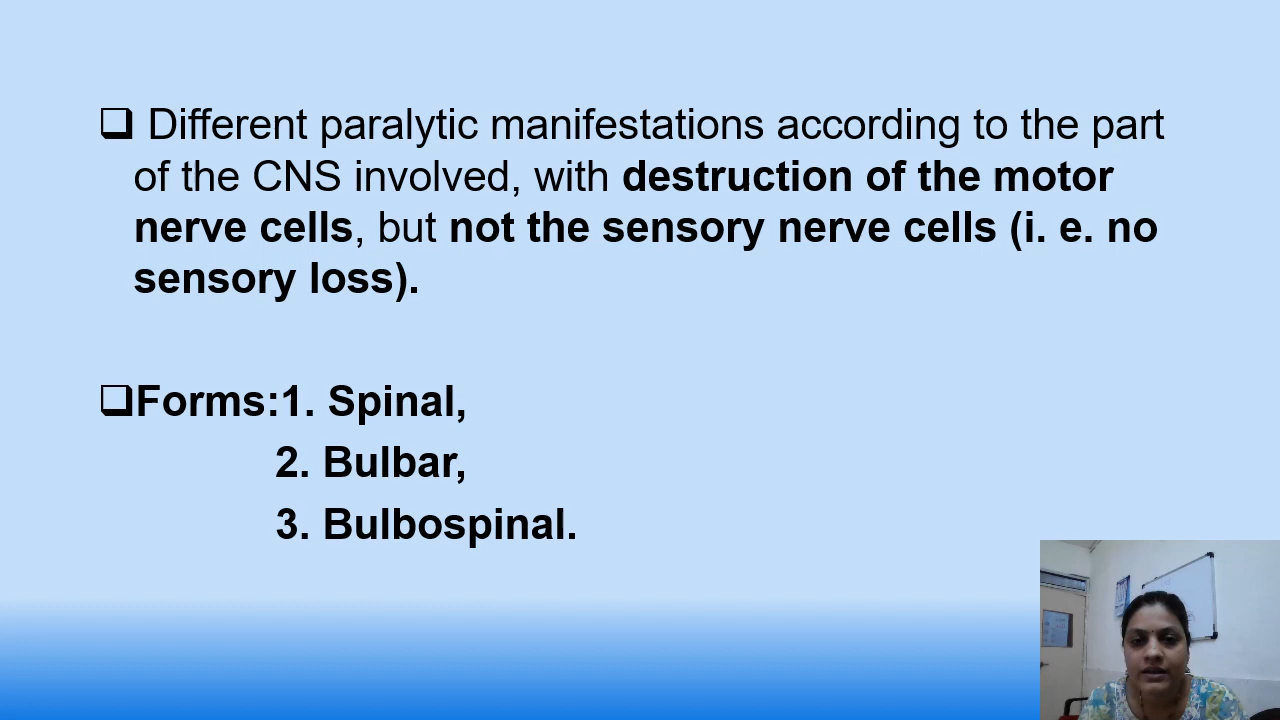 ❑ Different paralytic manifestations according to the part
of the CNS involved, with destruction of the motor
nerve cells, but not the sensory nerve cells (i. e. no
sensory loss).
❑Forms:1. Spinal,
2. Bulbar,
3. Bulbospinal.